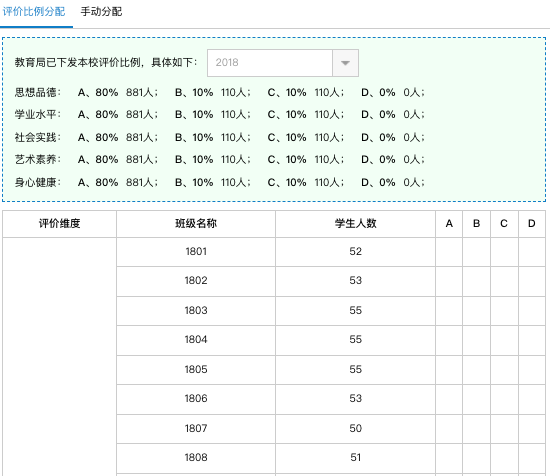 评价比例分配 手动分配
教育局已下发本校评价比例，具体如下： 2018
思想品德： A、80% 881人； B、10% 110人； C、10% 110人； D、0% 0人；
学业水平： A、80% 881人； B、10% 110人； C、10% 110人； D、0% 0人；
社会实践： A、80% 881人； B、10% 110人； C、10% 110人； D、0% 0人；
艺术素养： A、80% 881人； B、10% 110人； C、10% 110人； D、0% 0人；
身心健康： A、80% 881人； B、10% 110人； C、10% 110人； D、0% 0人；
评价维度 班级名称 学生人数 A B C D
1801 52
1802 53
1803 55
1804 55
1805 55
1806 53
1807 50
1808 51